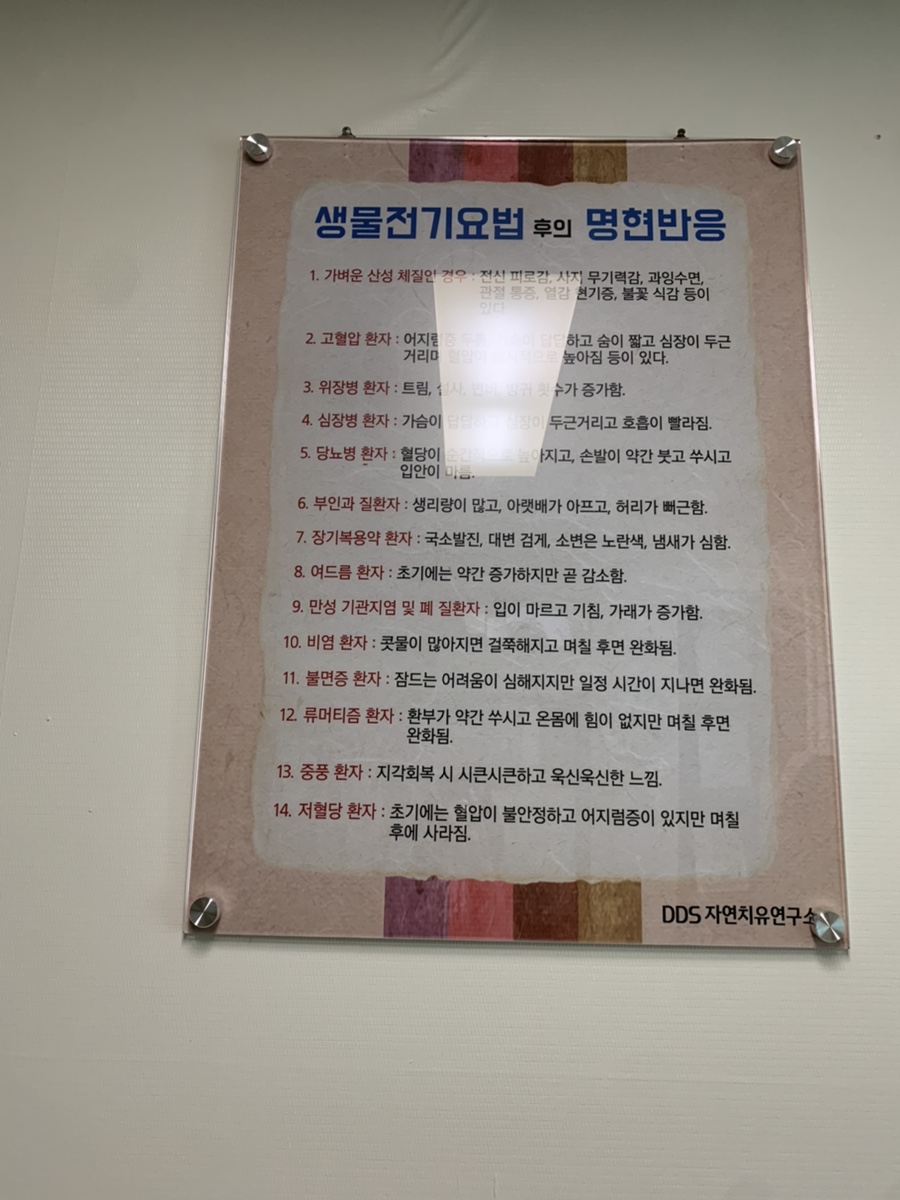 생물전기요법 후의 명현반응
1. 가벼운 산성 체질인 경우 : 전신 피로감, 사지 무기력감, 과잉수면,
관절 통증, 열감 현기증, 불꽃 식감 등이
있다
2. 고혈압 환자 : 어지럼증 답답하고 숨이 짧고 심장이 두근
거리며 높아짐 등이 있다.
3. 위장병 환자 : 트림, 설사, 변비, 방귀 횟수가 증가함.
4. 심장병 환자 : 가슴이 답답하고 심장이 두근거리고 호흡이 빨라짐.
5. 당뇨병 환자 : 혈당이 순간적으로 높아지고, 손발이 약간 붓고 쑤시고
입안이 마름.
6. 부인과 질환자 : 생리량이 많고, 아랫배가 아프고, 허리가 뻐근함.
7. 장기복용약 환자 : 국소발진, 대변 검게, 소변은 노란색, 냄새가 심함.
8. 여드름 환자 : 초기에는 약간 증가하지만 곧 감소함.
9. 만성 기관지염 및 폐 질환자 : 입이 마르고 기침, 가래가 증가함.
10. 비염 환자 : 콧물이 많아지면 걸쭉해지고 며칠 후면 완화됨.
11. 불면증 환자 : 잠드는 어려움이 심해지지만 일정 시간이 지나면 완화됨.
12. 류머티즘 환자 : 환부가 약간 쑤시고 온몸에 힘이 없지만 며칠 후면
완화됨.
13. 중풍 환자 : 지각회복 시 시큰시큰하고 욱신욱신한 느낌.
14. 저혈당 환자 : 초기에는 혈압이 불안정하고 어지럼증이 있지만 며칠
후에 사라짐.
DDS 자연치유연구소